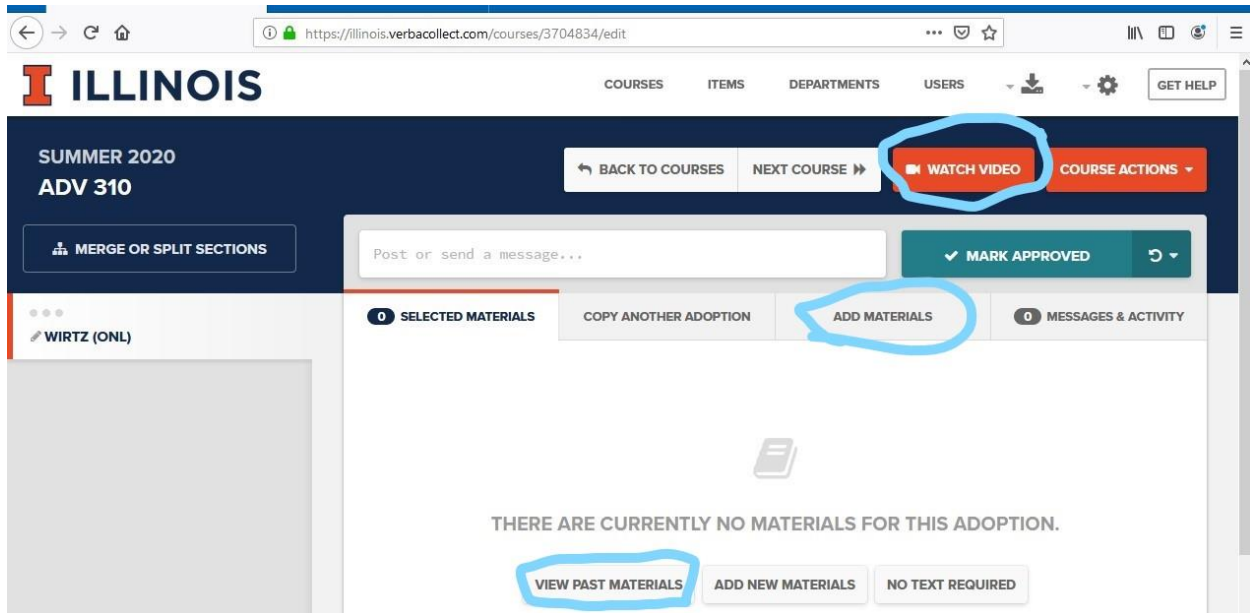 https://illinois.verbacollect.com/courses/3704834/edit
I ILLINOIS
COURSES ITEMS DEPARTMENTS USERS GET HELP
SUMMER 2020
ADV 310
BACK TO COURSES NEXT COURSE WATCH VIDEO COURSE ACTIONS
MERGE OR SPLIT SECTIONS
Post or send a message...
MARK APPROVED
WIRTZ (ONL)
0 SELECTED MATERIALS COPY ANOTHER ADOPTION ADD MATERIALS 0 MESSAGES & ACTIVITY
THERE ARE CURRENTLY NO MATERIALS FOR THIS ADOPTION.
VIEW PAST MATERIALS ADD NEW MATERIALS NO TEXT REQUIRED